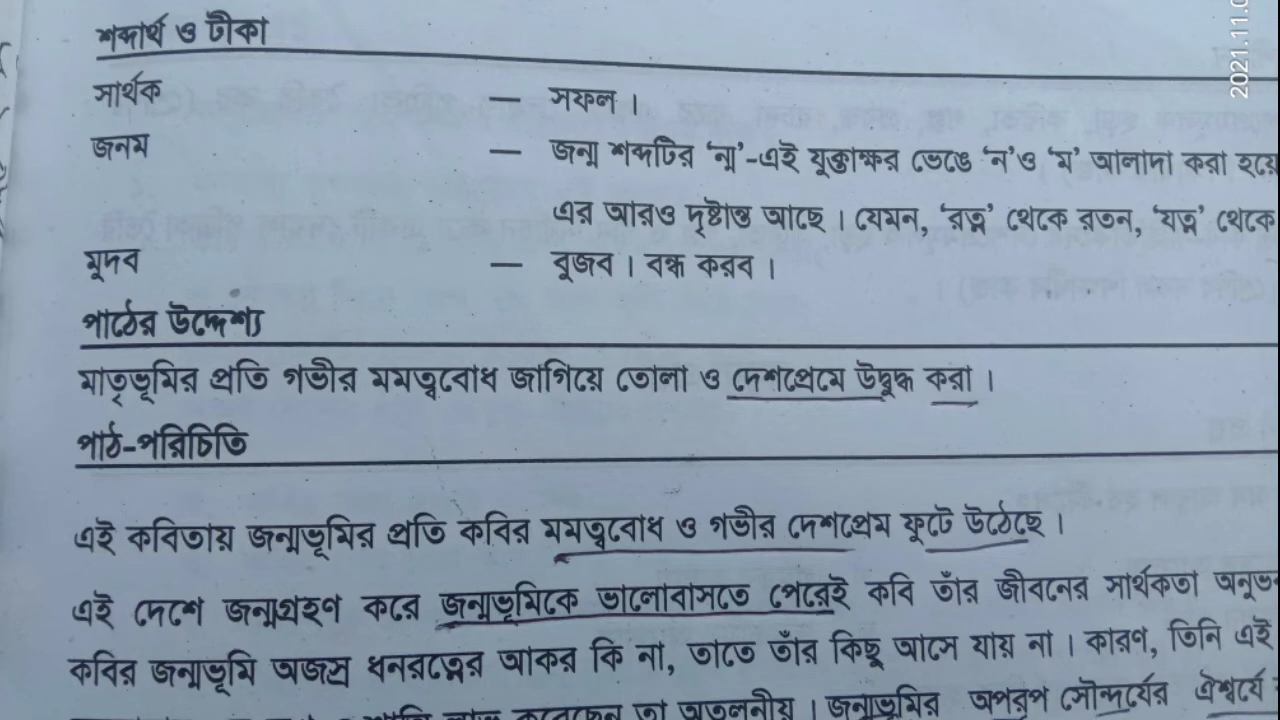 শব্দার্থ ও টীকা
সার্থক — সফল।
জনম — জন্ম শব্দটির ‘ন্ম’-এই যুক্তাক্ষর ভেঙে ‘ন’ও ‘ম’ আলাদা করা হয়ে
এর আরও দৃষ্টান্ত আছে। যেমন, ‘রত্ন’ থেকে রতন, ‘যত্ন’ থেকে
মুদব — বুজব। বন্ধ করব।
পাঠের উদ্দেশ্য
মাতৃভূমির প্রতি গভীর মমত্ববোধ জাগিয়ে তোলা ও দেশপ্রেমে উদ্বুদ্ধ করা।
পাঠ-পরিচিতি
এই কবিতায় জন্মভূমির প্রতি কবির মমত্ববোধ ও গভীর দেশপ্রেম ফুটে উঠেছে।
এই দেশে জন্মগ্রহণ করে জন্মভূমিকে ভালোবাসতে পেরেই কবি তাঁর জীবনের সার্থকতা অনুভ
কবির জন্মভূমি অজস্র ধনরত্নের আকর কি না, তাতে তাঁর কিছু আসে যায় না। কারণ, তিনি এই
লাভ করেছেন তা অতুলনীয়। জন্মভূমির অপরূপ সৌন্দর্যের ঐশ্বর্যে
2021.11.0